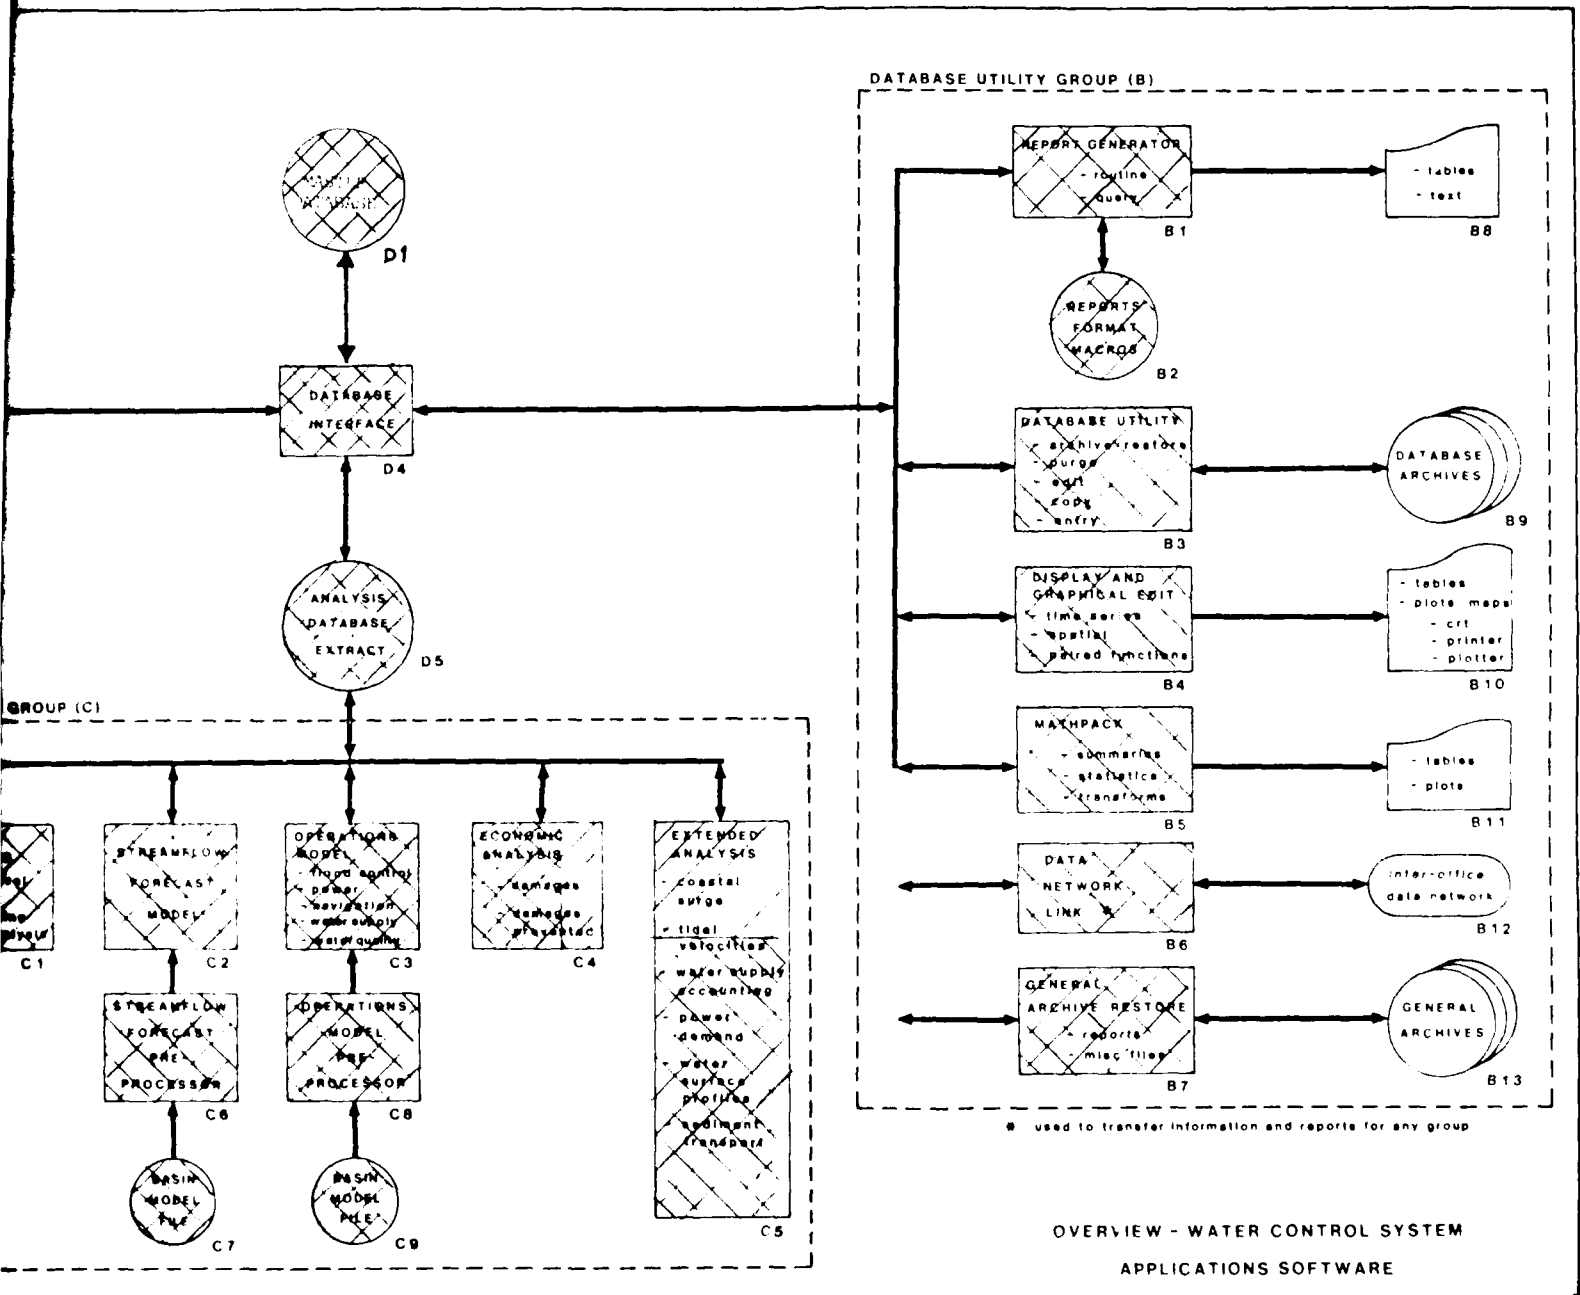 DATABASE UTILITY GROUP (B)
MASTER
DATABASE
D1
DATABASE
INTERFACE
D4
ANALYSIS
DATABASE
EXTRACT
D5
REPORT GENERATOR
- routine
- query
B1
- tables
- text
B8
REPORTS
FORMAT
MACROS
B2
DATABASE UTILITY
- archive-restore
- purge
- edit
- copy
- entry
B3
DATABASE
ARCHIVES
B9
DISPLAY AND
GRAPHICAL EDIT
- time series
- spatial
- paired functions
B4
- tables
- plots maps
- crt
- printer
- plotter
B10
MATHPACK
- summaries
- statistics
- transforms
B5
- tables
- plots
B11
DATA
NETWORK
LINK *
B6
inter-office
data network
B12
GENERAL
ARCHIVE RESTORE
- reports
- misc files
B7
GENERAL
ARCHIVES
B13
* used to transfer information and reports for any group
GROUP (C)
C1
STREAMFLOW
FORECAST
MODEL
C2
OPERATIONS
MODEL
- flood control
- power
- navigation
- water supply
- water quality
C3
ECONOMIC
ANALYSIS
- damages
- damages
prevented
C4
EXTENDED
ANALYSIS
- coastal
surge
- tidal
velocities
- water supply
accounting
- power
demand
- water
surface
profiles
- sediment
transport
C5
STREAMFLOW
FORECAST
PRE-
PROCESSOR
C6
OPERATIONS
MODEL
PRE-
PROCESSOR
C8
BASIN
MODEL
FILE
C7
BASIN
MODEL
FILE
C9
OVERVIEW - WATER CONTROL SYSTEM
APPLICATIONS SOFTWARE